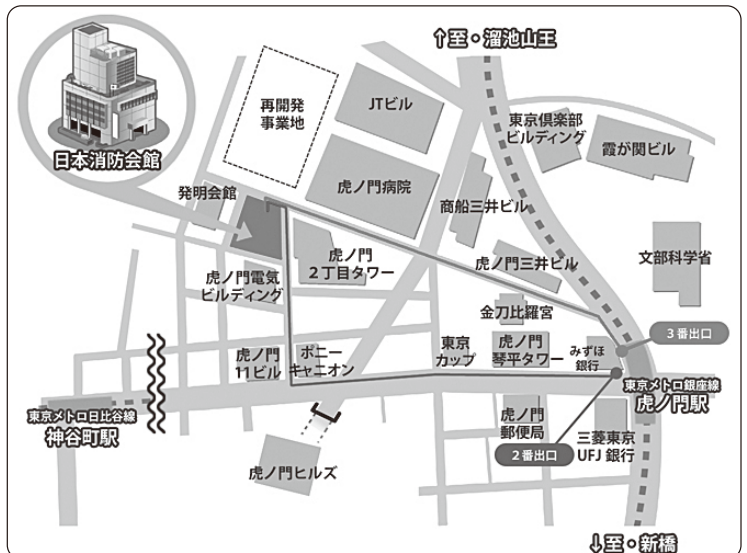 ↑至・溜池山王
日本消防会館
再開発
事業地
JTビル
東京倶楽部
ビルディング
霞が関ビル
発明会館
虎ノ門病院
商船三井ビル
文部科学省
虎ノ門
2丁目タワー
虎ノ門三井ビル
虎ノ門電気
ビルディング
金刀比羅宮
3番出口
虎ノ門
11ビル
ポニー
キャニオン
東京
カップ
虎ノ門
琴平タワー
みずほ
銀行
東京メトロ銀座線
虎ノ門駅
東京メトロ日比谷線
神谷町駅
虎ノ門
郵便局
三菱東京
UFJ銀行
2番出口
虎ノ門ヒルズ
↓至・新橋